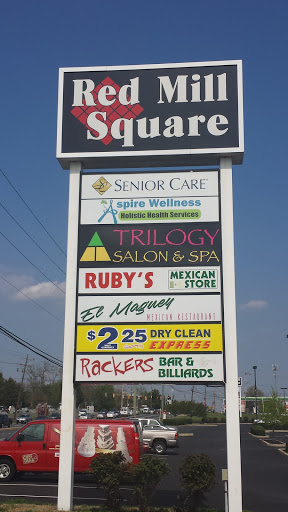 Red Mill
Square
SENIOR CARE
Aspire Wellness
Holistic Health Services
TRILOGY
SALON & SPA
RUBY'S MEXICAN
STORE
El Maguey
MEXICAN RESTAURANT
$2 25 DRY CLEAN
EXPRESS
Rackers BAR &
BILLIARDS